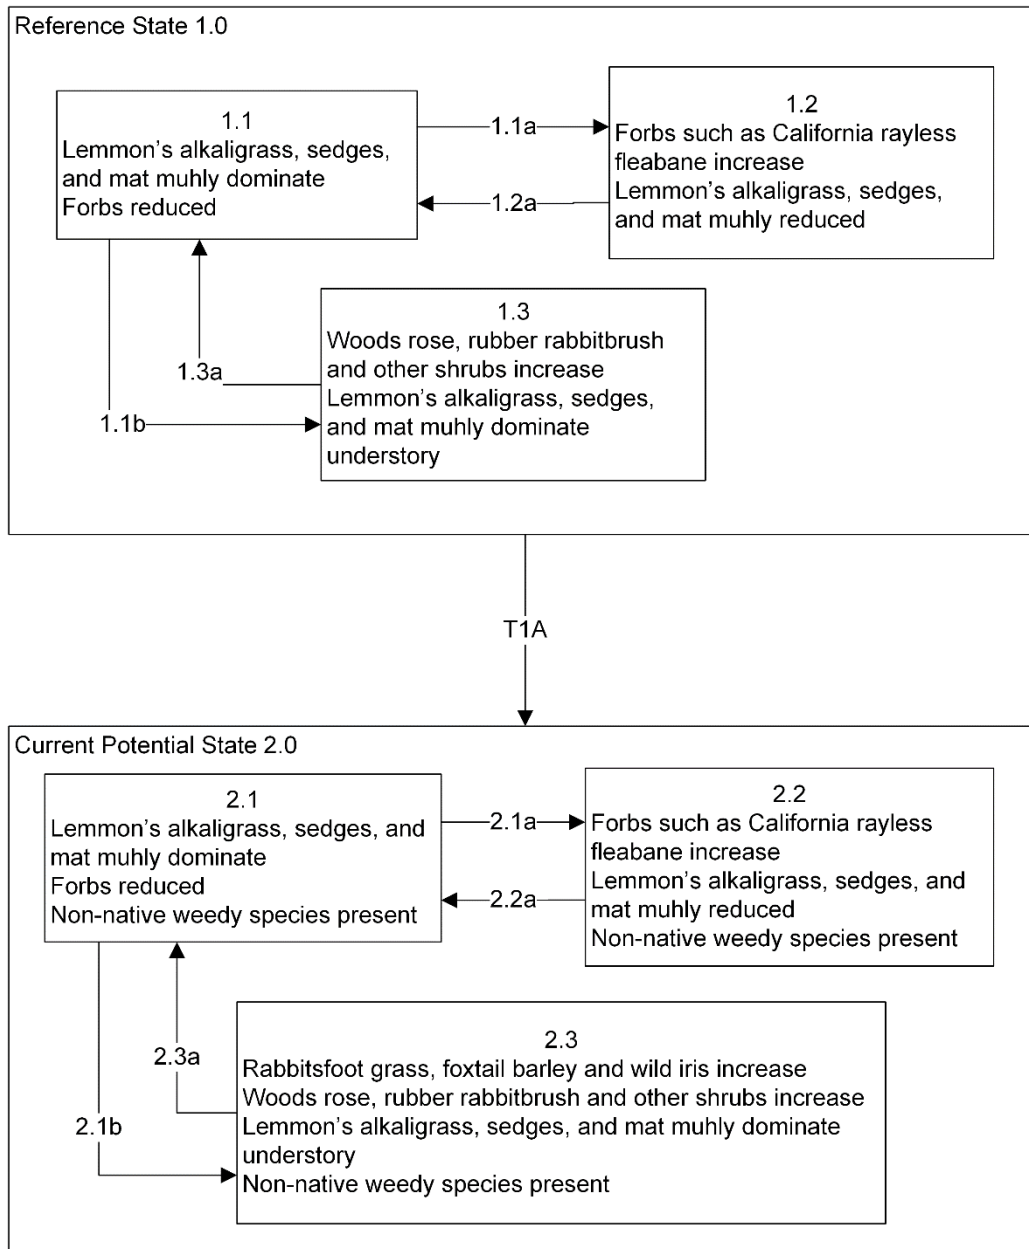 Reference State 1.0
1.1
Lemmon’s alkaligrass, sedges,
and mat muhly dominate
Forbs reduced
1.1a
1.2a
1.2
Forbs such as California rayless
fleabane increase
Lemmon’s alkaligrass, sedges,
and mat muhly reduced
1.3a
1.1b
1.3
Woods rose, rubber rabbitbrush
and other shrubs increase
Lemmon’s alkaligrass, sedges,
and mat muhly dominate
understory
T1A
Current Potential State 2.0
2.1
Lemmon’s alkaligrass, sedges, and
mat muhly dominate
Forbs reduced
Non-native weedy species present
2.1a
2.2a
2.2
Forbs such as California rayless
fleabane increase
Lemmon’s alkaligrass, sedges, and
mat muhly reduced
Non-native weedy species present
2.3a
2.1b
2.3
Rabbitsfoot grass, foxtail barley and wild iris increase
Woods rose, rubber rabbitbrush and other shrubs increase
Lemmon’s alkaligrass, sedges, and mat muhly dominate
understory
Non-native weedy species present